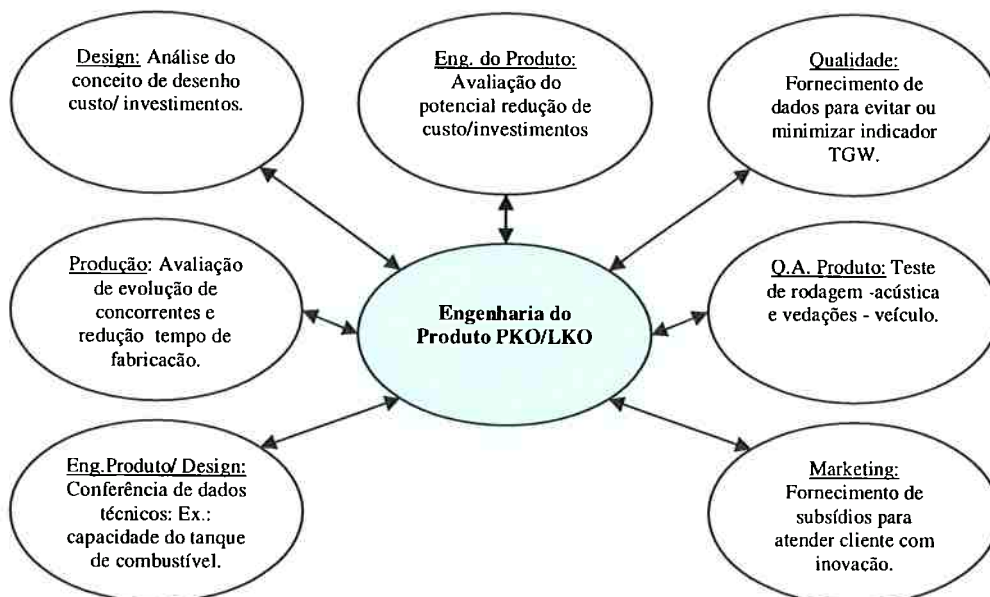 Design: Análise do
conceito de desenho
custo/ investimentos.
Eng. do Produto:
Avaliação do
potencial redução de
custo/investimentos
Qualidade:
Fornecimento de
dados para evitar ou
minimizar indicador
TGW.
Produção: Avaliação
de evolução de
concorrentes e
redução tempo de
fabricacão.
Engenharia do
Produto PKO/LKO
Q.A. Produto: Teste
de rodagem -acústica
e vedações - veículo.
Eng.Produto/ Design:
Conferência de dados
técnicos: Ex.:
capacidade do tanque
de combustível.
Marketing:
Fornecimento de
subsídios para
atender cliente com
inovação.